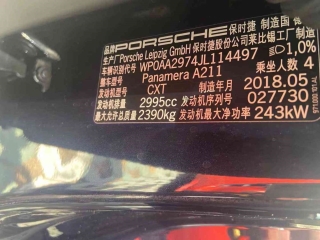 品牌 PORSCHE 保时捷 制造国
生产厂 Porsche Leipzig GmbH 保时捷股份公司莱比锡工厂制造
车辆识别代号 WP0AA2974JL114497 1,0%
整车型号 Panamera A211 乘坐人数 4
发动机型号 CXT 制造年月 2018.05
发动机排量 2995cc 发动机序列号 027730
最大允许总质量 2390kg 发动机最大净功率 243kW